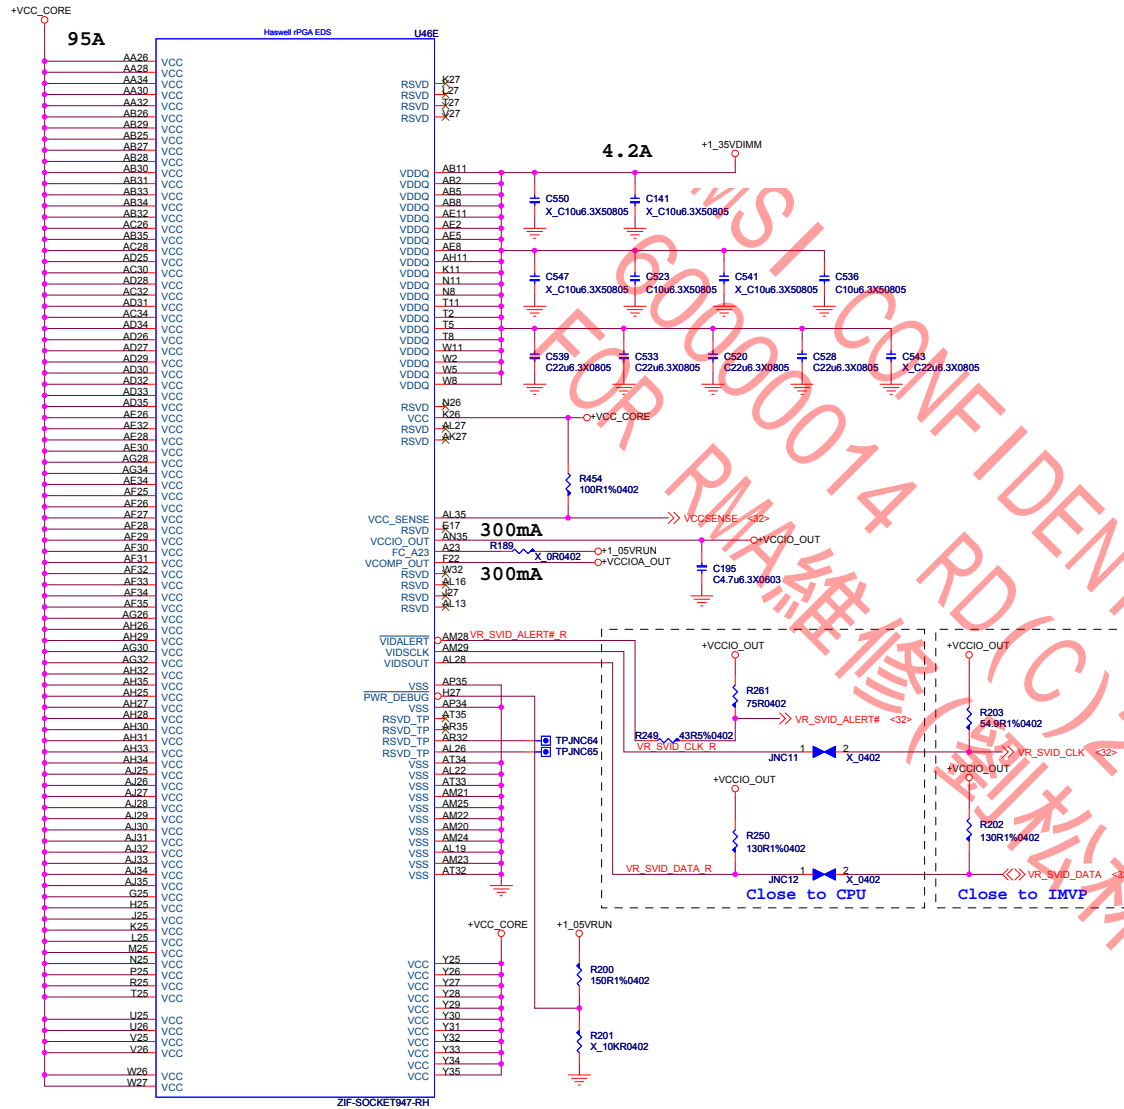 +VCC_CORE
95A
Haswell rPGA EDS
U46E
AA26 VCC
AA28 VCC
AA34 VCC
AA30 VCC
AA32 VCC
AB26 VCC
AB29 VCC
AB25 VCC
AB27 VCC
AB28 VCC
AB30 VCC
AB31 VCC
AB33 VCC
AB34 VCC
AB32 VCC
AC26 VCC
AB35 VCC
AC28 VCC
AD25 VCC
AC30 VCC
AD28 VCC
AC32 VCC
AD31 VCC
AC34 VCC
AD34 VCC
AD26 VCC
AD27 VCC
AD29 VCC
AD30 VCC
AD32 VCC
AD33 VCC
AD35 VCC
AE26 VCC
AE32 VCC
AE28 VCC
AE30 VCC
AG28 VCC
AG34 VCC
AE34 VCC
AF25 VCC
AF26 VCC
AF27 VCC
AF28 VCC
AF29 VCC
AF30 VCC
AF31 VCC
AF32 VCC
AF33 VCC
AF34 VCC
AF35 VCC
AG26 VCC
AH26 VCC
AH29 VCC
AG30 VCC
AG32 VCC
AH32 VCC
AH35 VCC
AH25 VCC
AH27 VCC
AH28 VCC
AH30 VCC
AH31 VCC
AH33 VCC
AH34 VCC
AJ25 VCC
AJ26 VCC
AJ27 VCC
AJ28 VCC
AJ29 VCC
AJ30 VCC
AJ31 VCC
AJ32 VCC
AJ33 VCC
AJ34 VCC
AJ35 VCC
G25 VCC
H25 VCC
J25 VCC
K25 VCC
L25 VCC
M25 VCC
N25 VCC
P25 VCC
R25 VCC
T25 VCC
U25 VCC
U26 VCC
V25 VCC
V26 VCC
W26 VCC
W27 VCC
RSVD K27
RSVD L27
RSVD T27
RSVD V27
4.2A
+1_35VDIMM
VDDQ AB11
VDDQ AB2
VDDQ AB5
VDDQ AB8
VDDQ AE11
VDDQ AE2
VDDQ AE5
VDDQ AE8
VDDQ AH11
VDDQ K11
VDDQ N11
VDDQ N8
VDDQ T11
VDDQ T2
VDDQ T5
VDDQ T8
VDDQ W11
VDDQ W2
VDDQ W5
VDDQ W8
C550
X_C10u6.3X50805
C141
X_C10u6.3X50805
C547
X_C10u6.3X50805
C523
C10u6.3X50805
C541
X_C10u6.3X50805
C536
C10u6.3X50805
C539
C22u6.3X0805
C533
C22u6.3X0805
C520
C22u6.3X0805
C528
C22u6.3X0805
C543
X_C22u6.3X0805
RSVD N26
VCC K26
RSVD AL27
RSVD AK27
+VCC_CORE
R454
100R1%0402
VCC_SENSE AL35
VCCSENSE <32>
RSVD E17
300mA
VCCIO_OUT AN35
+VCCIO_OUT
FC_A23 A23
R189
X_0R0402
+1_05VRUN
VCOMP_OUT F22
+VCCIOA_OUT
300mA
C195
C4.7u6.3X0603
RSVD W32
RSVD AL16
RSVD J27
RSVD AL13
VIDALERT AM28 VR_SVID_ALERT#_R
VIDSCLK AM29
VIDSOUT AL28
VSS AP35
PWR_DEBUG H27
VSS AP34
RSVD_TP AT35
RSVD_TP AR35
RSVD_TP AR32
RSVD_TP AL26
TPJNC64
TPJNC65
VSS AT34
VSS AL22
VSS AT33
VSS AM21
VSS AM25
VSS AM22
VSS AM20
VSS AM24
VSS AL19
VSS AM23
VSS AT32
+VCCIO_OUT
R261
75R0402
VR_SVID_ALERT# <32>
R249
43R5%0402
VR_SVID_CLK_R
1
2
JNC11
X_0402
+VCCIO_OUT
R250
130R1%0402
VR_SVID_DATA_R
1
2
JNC12
X_0402
Close to CPU
+VCCIO_OUT
R203
54.9R1%0402
VR_SVID_CLK <32>
+VCCIO_OUT
R202
130R1%0402
VR_SVID_DATA
Close to IMVP
+VCC_CORE
+1_05VRUN
VCC Y25
VCC Y26
VCC Y27
VCC Y28
VCC Y29
VCC Y30
VCC Y31
VCC Y32
VCC Y33
VCC Y34
VCC Y35
R200
150R1%0402
R201
X_10KR0402
ZIF-SOCKET947-RH
MSI CONFIDENT
60000014 RD(C)2
FOR RMA維修(劉松林